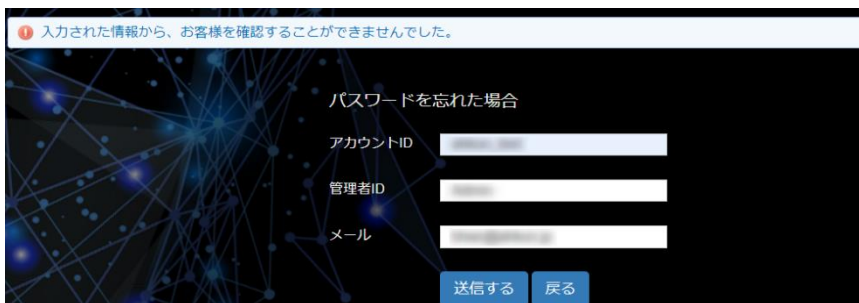 入力された情報から、お客様を確認することができませんでした。
パスワードを忘れた場合
アカウントID
管理者ID
メール
送信する 戻る